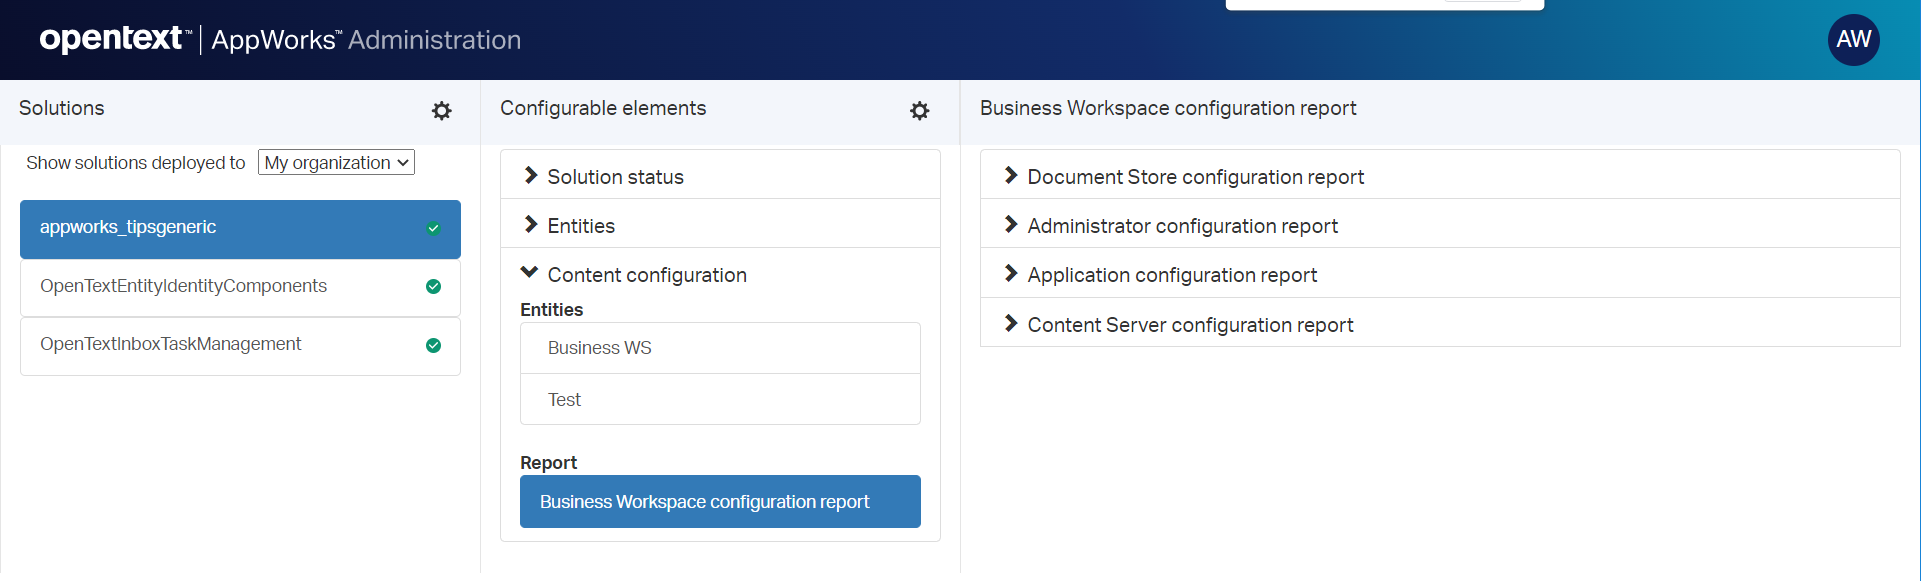 opentext™ | AppWorks™ Administration
AW
Solutions
Show solutions deployed to My organization
appworks_tipsgeneric
OpenTextEntityIdentityComponents
OpenTextInboxTaskManagement
Configurable elements
Solution status
Entities
Content configuration
Entities
Business WS
Test
Report
Business Workspace configuration report
Business Workspace configuration report
Document Store configuration report
Administrator configuration report
Application configuration report
Content Server configuration report